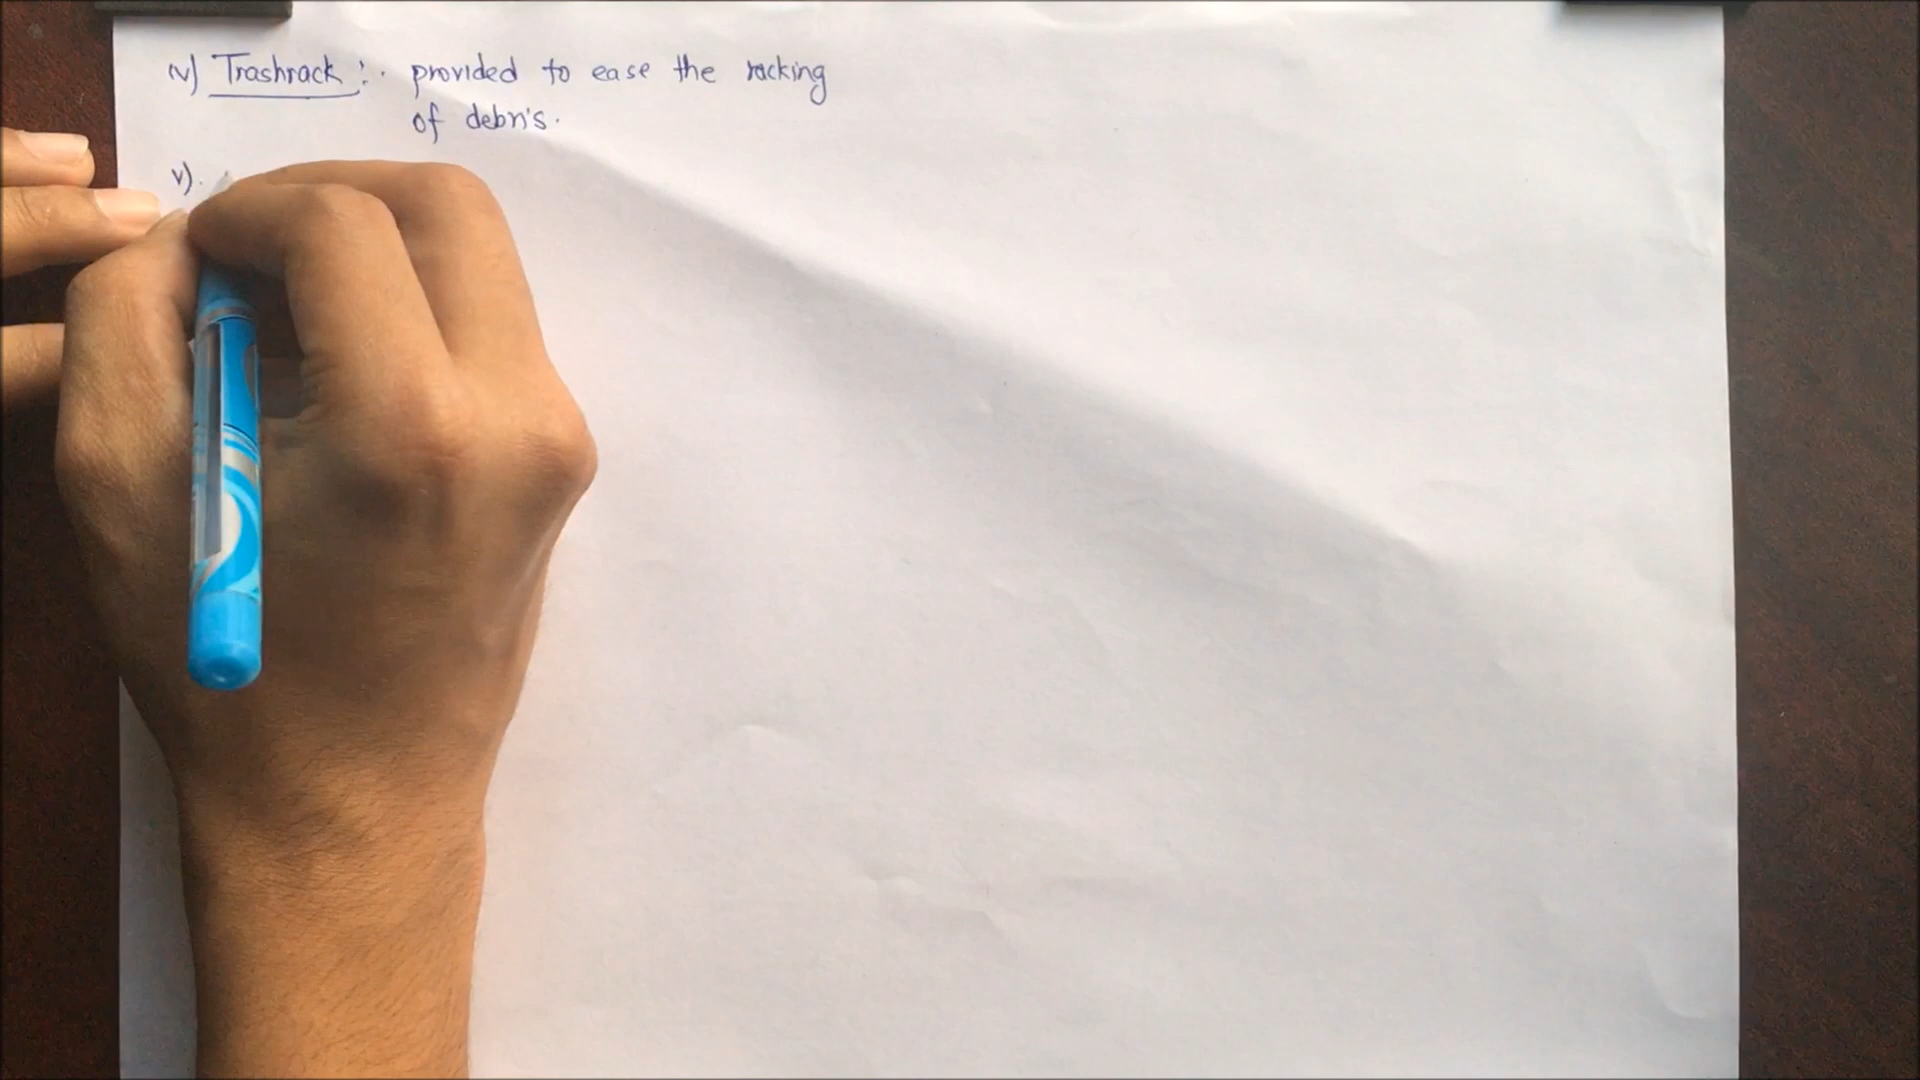 iv) Trashrack :- provided to ease the racking
of debris.
v).